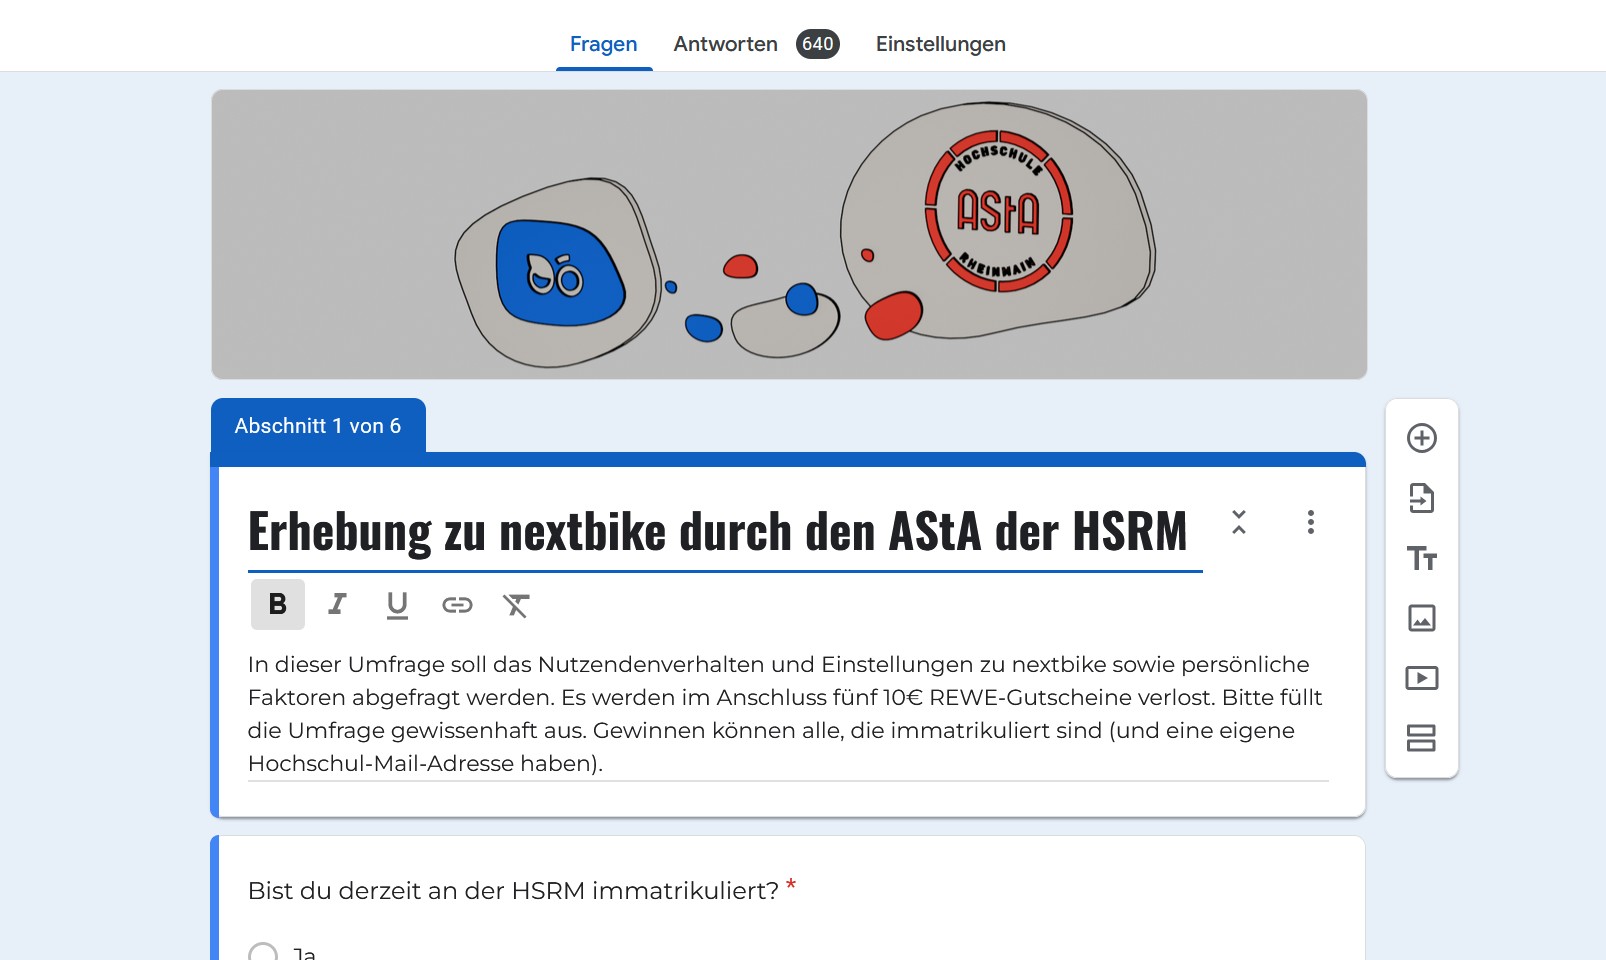 Fragen Antworten 640 Einstellungen
HOCHSCHULE
AStA
RHEINMAIN
Abschnitt 1 von 6
Erhebung zu nextbike durch den AStA der HSRM
B I U
In dieser Umfrage soll das Nutzendenverhalten und Einstellungen zu nextbike sowie persönliche
Faktoren abgefragt werden. Es werden im Anschluss fünf 10€ REWE-Gutscheine verlost. Bitte füllt
die Umfrage gewissenhaft aus. Gewinnen können alle, die immatrikuliert sind (und eine eigene
Hochschul-Mail-Adresse haben).
Bist du derzeit an der HSRM immatrikuliert? *
Ja